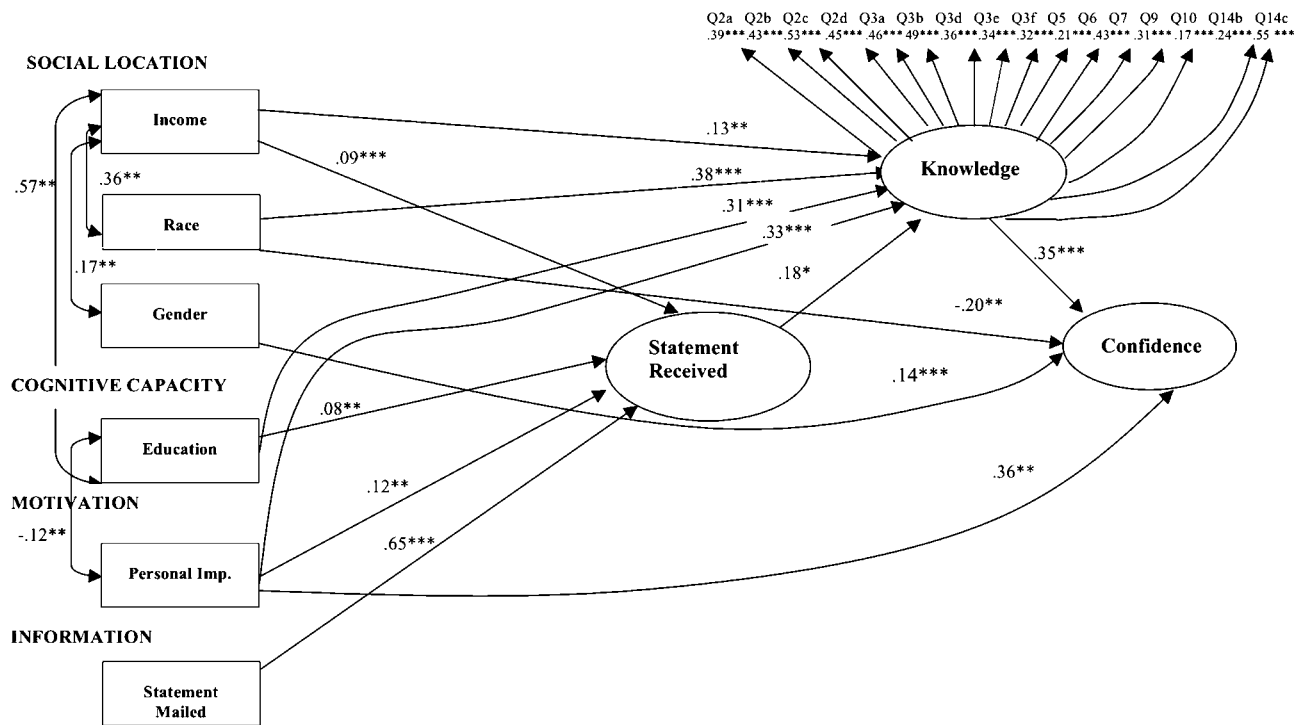 Q2a Q2b Q2c Q2d Q3a Q3b Q3d Q3e Q3f Q5 Q6 Q7 Q9 Q10 Q14b Q14c
.39***.43***.53***.45***.46***.49***.36***.34***.32***.21***.43***.31***.17***.24***.55 ***
SOCIAL LOCATION
Income
.13**
.09***
Knowledge
.57**
.36**
.38***
Race
.31***
.33***
.35***
.17**
.18*
Gender
-.20**
Statement
Received
Confidence
COGNITIVE CAPACITY
.14***
.08**
Education
.36**
.12**
MOTIVATION
-.12**
.65***
Personal Imp.
INFORMATION
Statement
Mailed